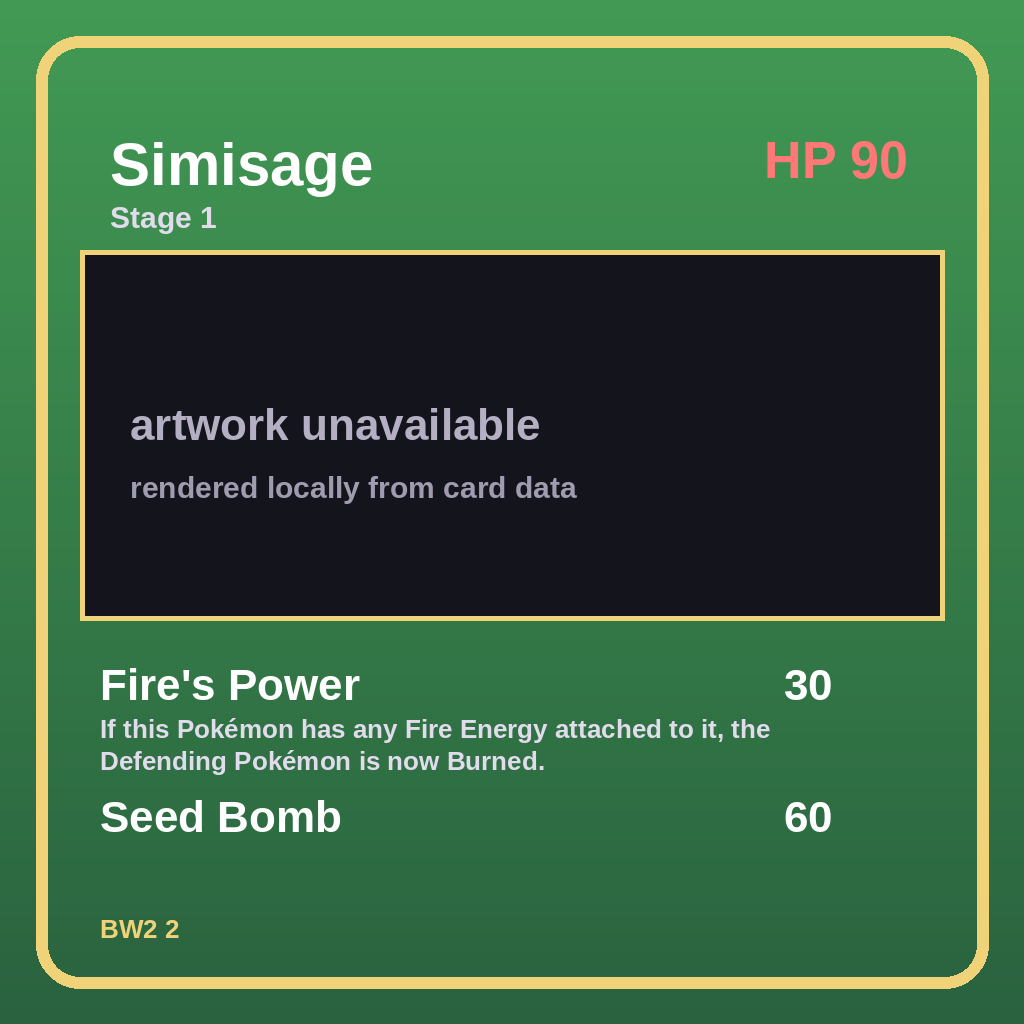 Simisage
HP 90
Stage 1
artwork unavailable
rendered locally from card data
Fire's Power
30
If this Pokémon has any Fire Energy attached to it, the
Defending Pokémon is now Burned.
Seed Bomb
60
BW2 2